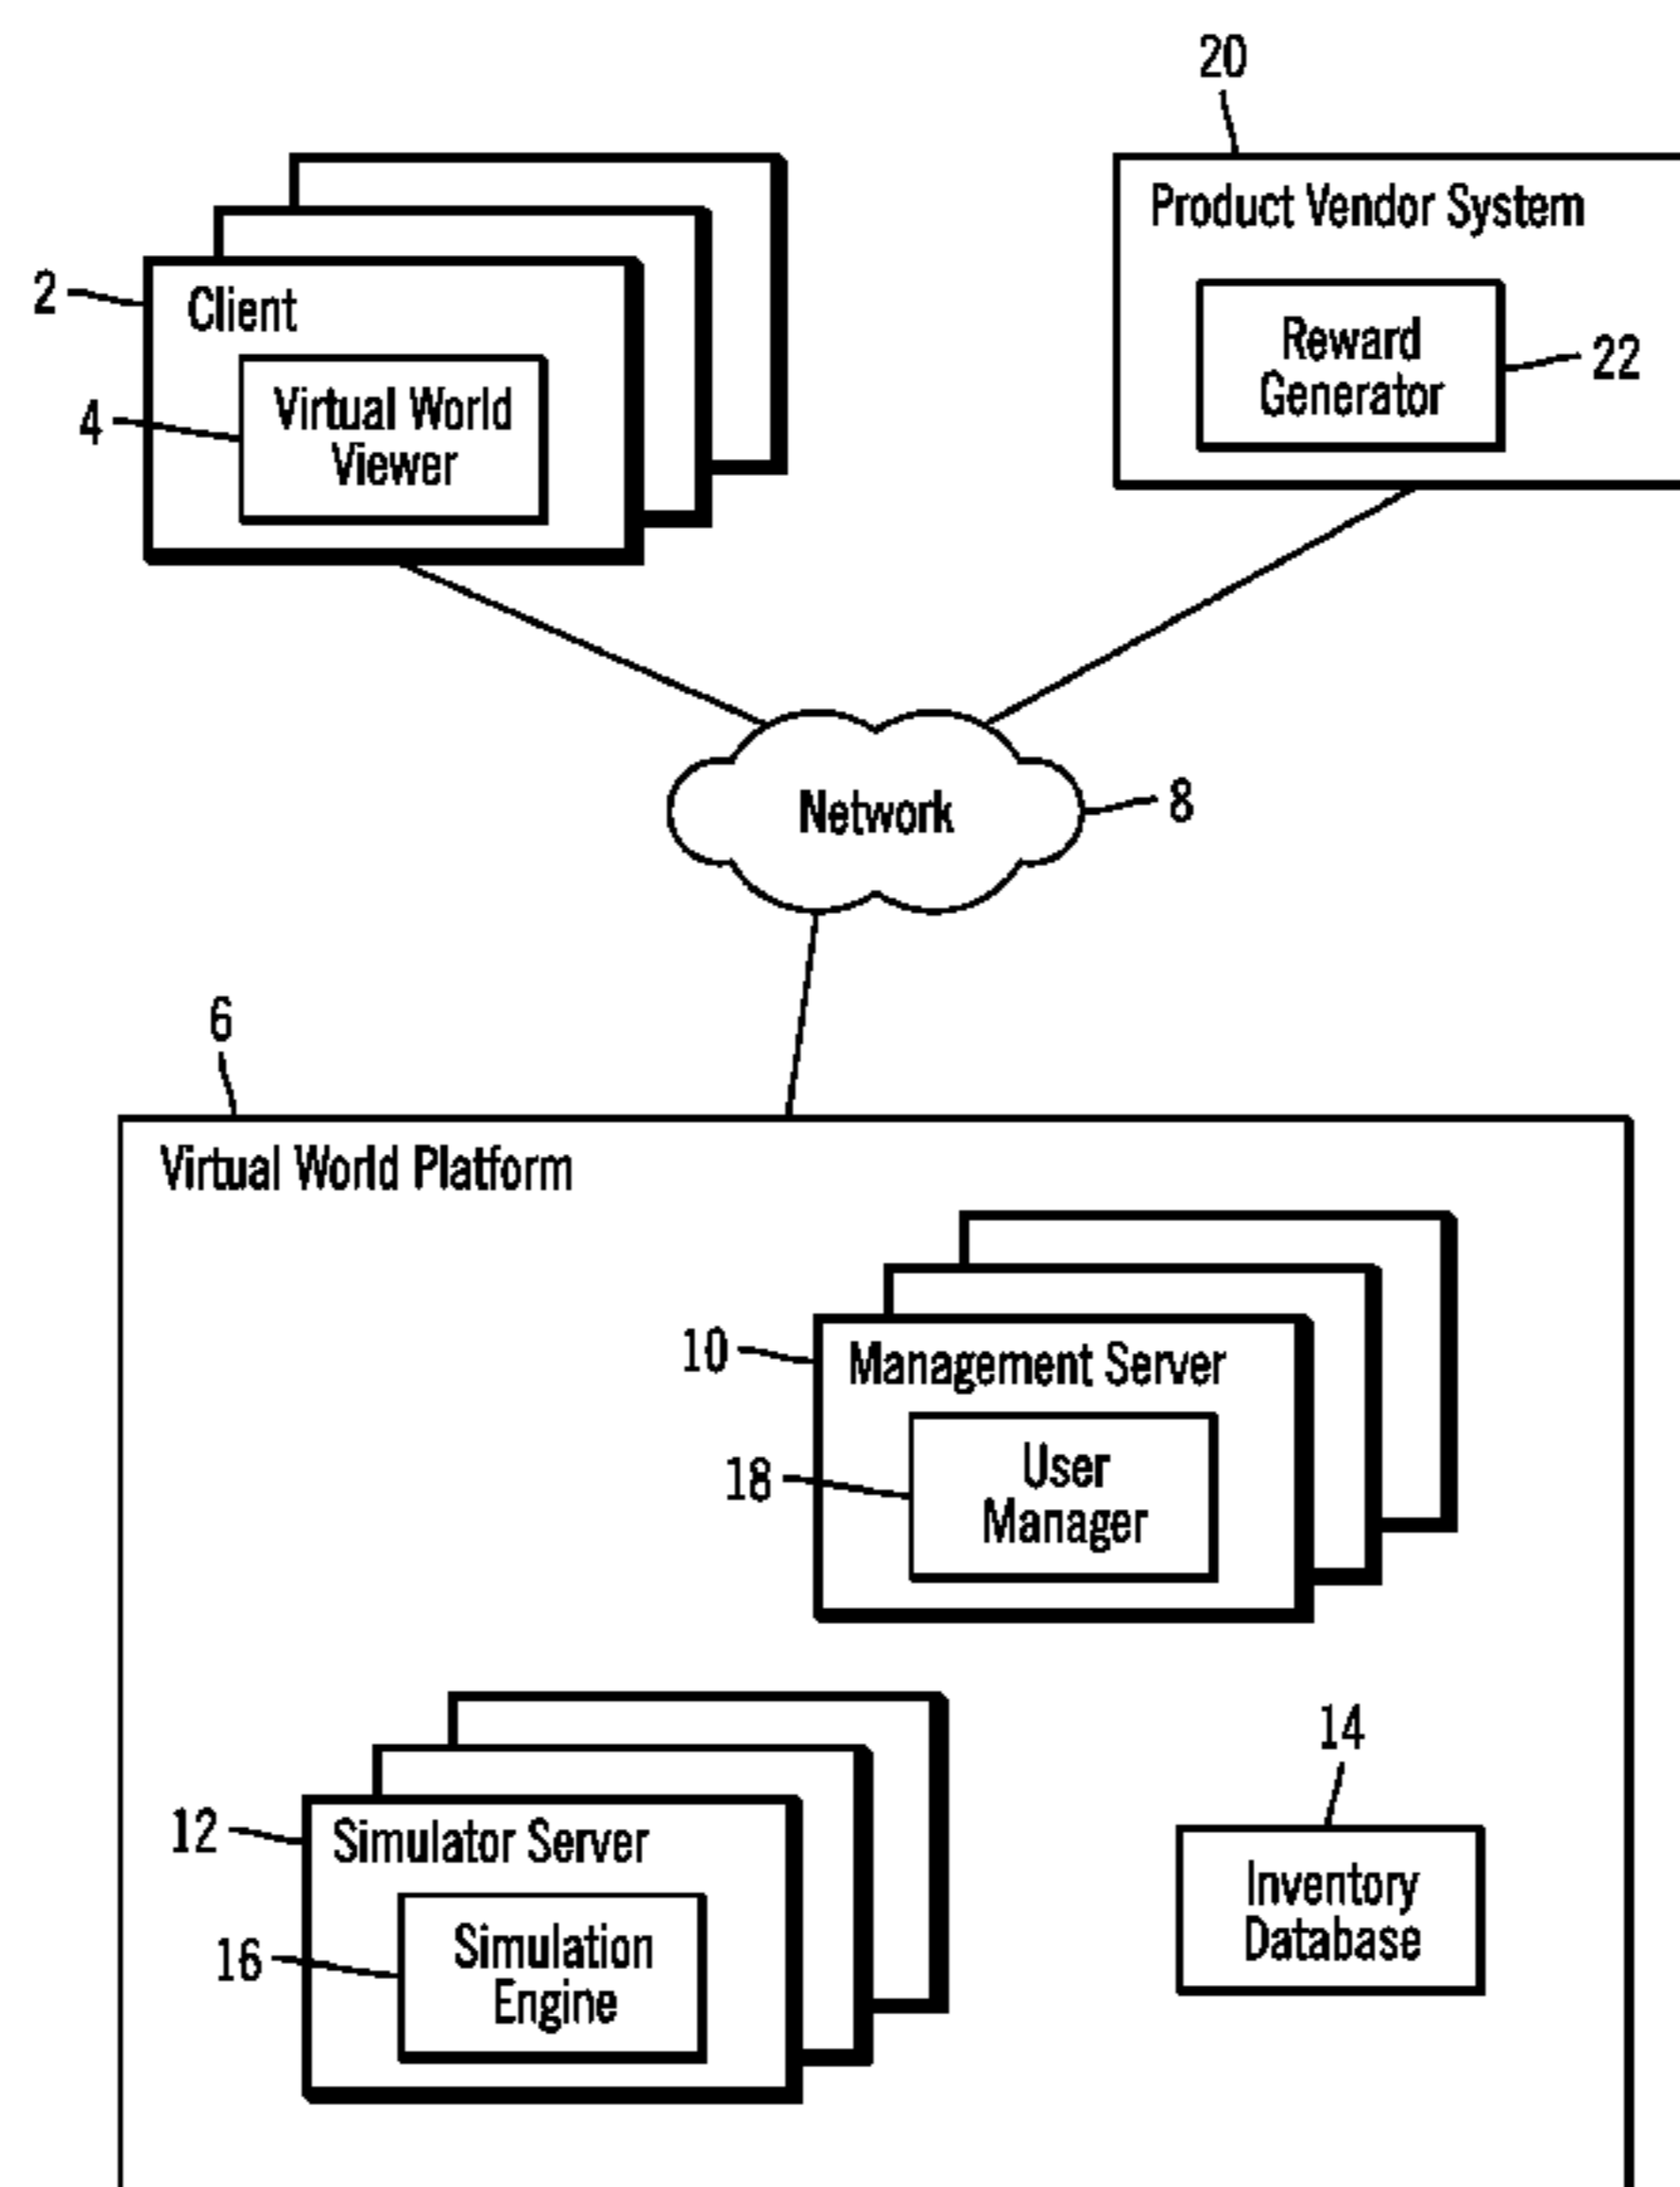 20
Product Vendor System
2
Client
Reward
Generator
22
4
Virtual World
Viewer
Network
8
6
Virtual World Platform
10
Management Server
18
User
Manager
14
12
Simulator Server
Inventory
Database
16
Simulation
Engine